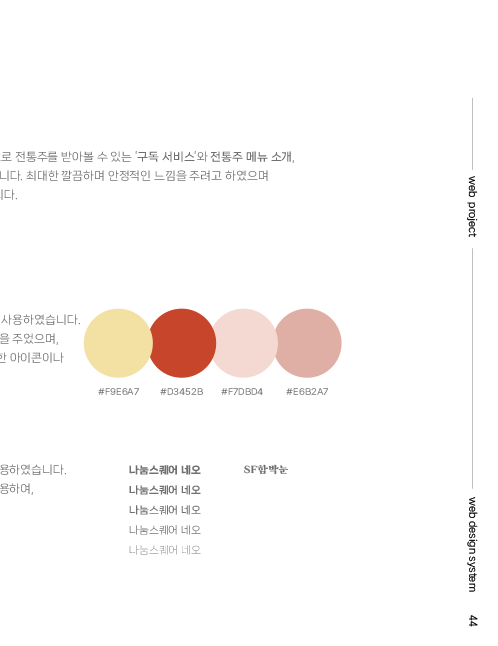 로 전통주를 받아볼 수 있는 '구독 서비스'와 전통주 메뉴 소개,
니다. 최대한 깔끔하며 안정적인 느낌을 주려고 하였으며
니다.
사용하였습니다.
을 주었으며,
한 아이콘이나
#F9E6A7 #D3452B #F7DBD4 #E6B2A7
용하였습니다.
용하여,
나눔스퀘어 네오 SF함박눈
나눔스퀘어 네오
나눔스퀘어 네오
나눔스퀘어 네오
나눔스퀘어 네오
web project
web design system
44